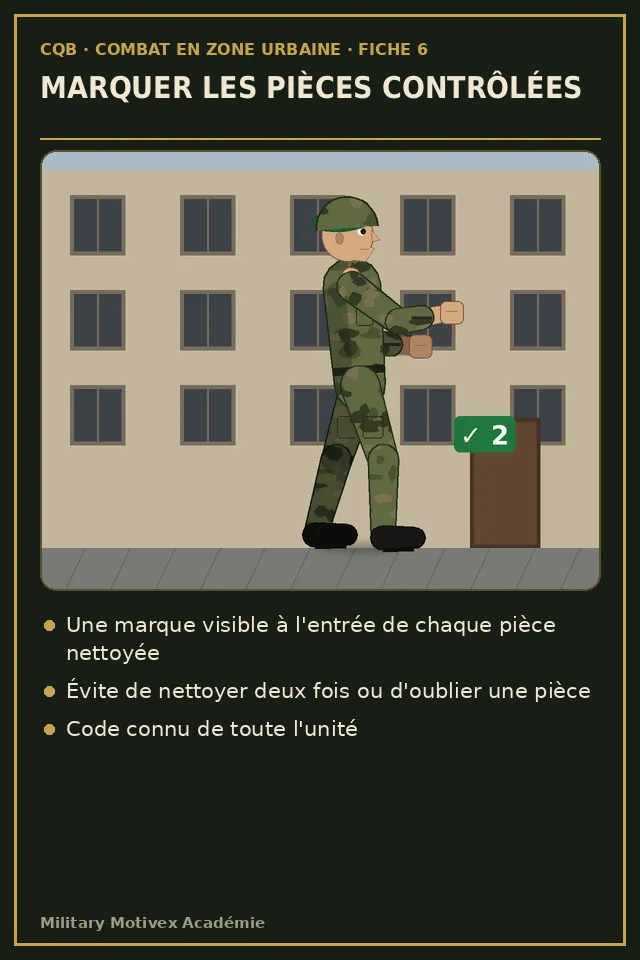 CQB · COMBAT EN ZONE URBAINE · FICHE 6
MARQUER LES PIÈCES CONTRÔLÉES
✓ 2
Une marque visible à l'entrée de chaque pièce
nettoyée
Évite de nettoyer deux fois ou d'oublier une pièce
Code connu de toute l'unité
Military Motivex Académie